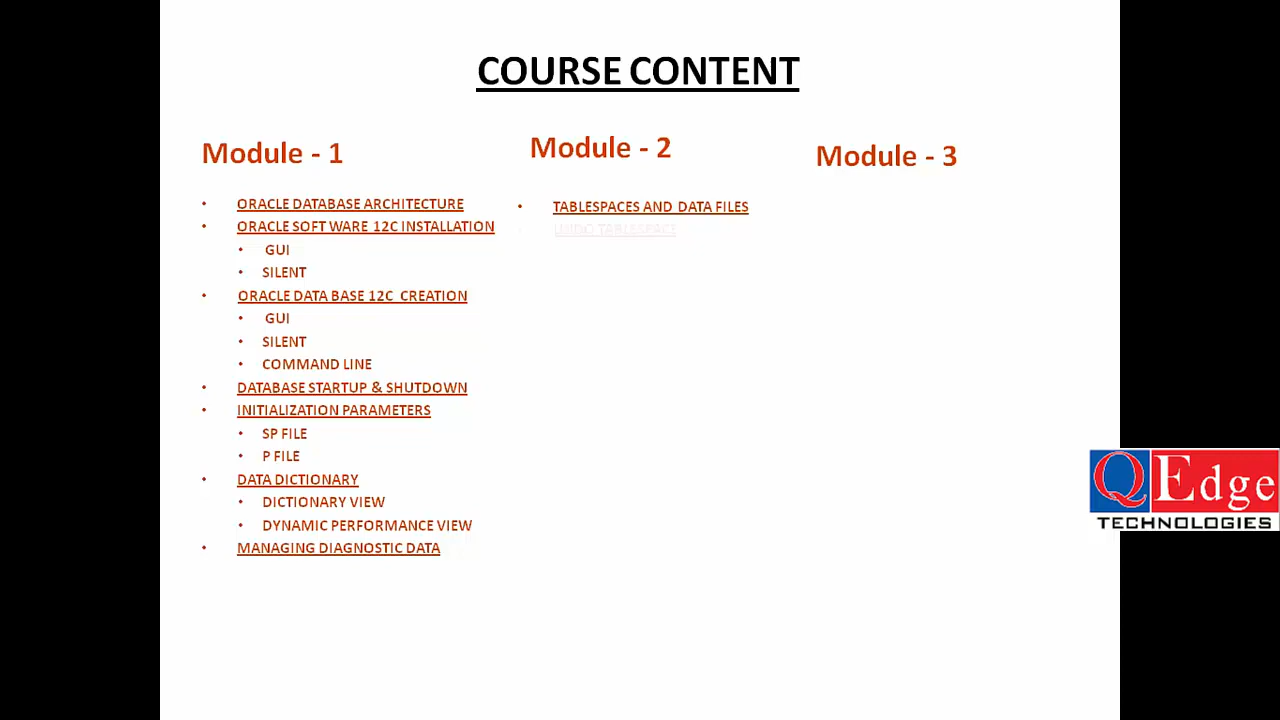 COURSE CONTENT
Module - 1
ORACLE DATABASE ARCHITECTURE
ORACLE SOFT WARE 12C INSTALLATION
GUI
SILENT
ORACLE DATA BASE 12C CREATION
GUI
SILENT
COMMAND LINE
DATABASE STARTUP & SHUTDOWN
INITIALIZATION PARAMETERS
SP FILE
P FILE
DATA DICTIONARY
DICTIONARY VIEW
DYNAMIC PERFORMANCE VIEW
MANAGING DIAGNOSTIC DATA
Module - 2
TABLESPACES AND DATA FILES
UNDO TABLESPACE
Module - 3
QEdge
TECHNOLOGIES